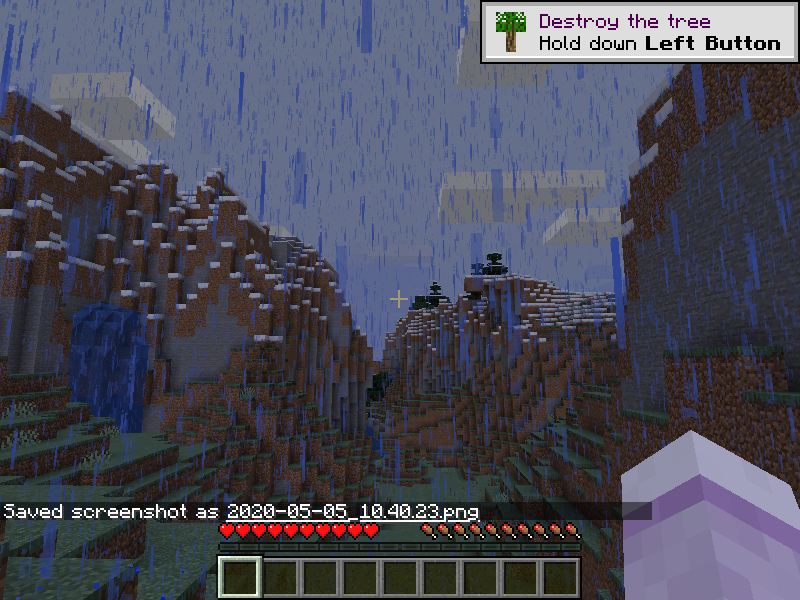 Destroy the tree
Hold down Left Button
Saved screenshot as 2020-05-05_10.40.23.png